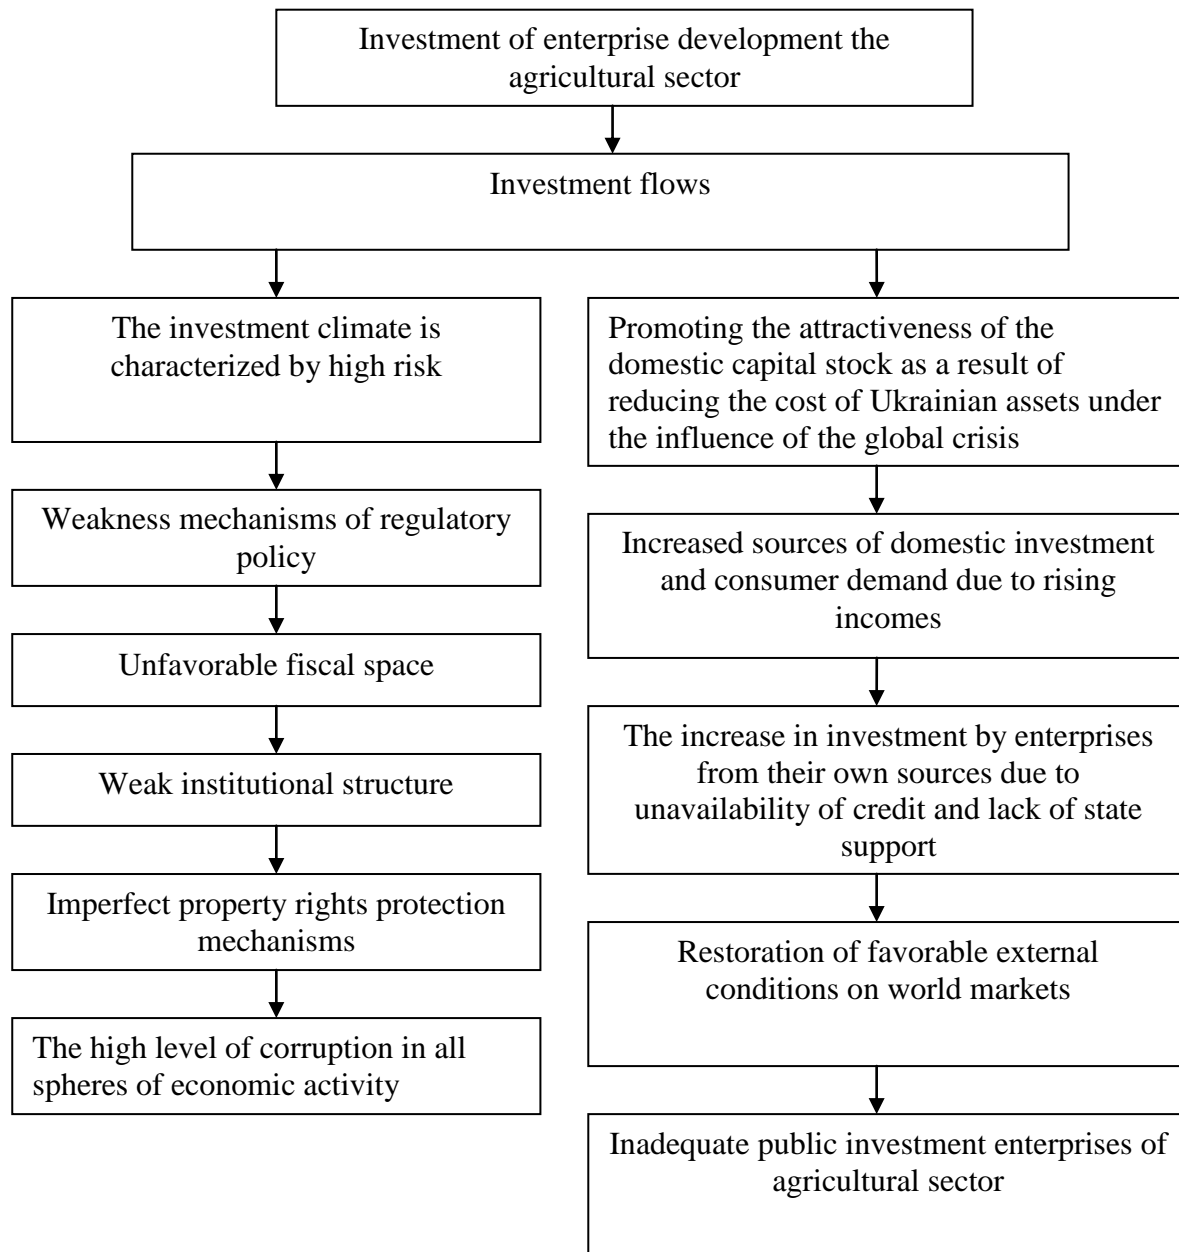 Investment of enterprise development the
agricultural sector
Investment flows
The investment climate is
characterized by high risk
Weakness mechanisms of regulatory
policy
Unfavorable fiscal space
Weak institutional structure
Imperfect property rights protection
mechanisms
The high level of corruption in all
spheres of economic activity
Promoting the attractiveness of the
domestic capital stock as a result of
reducing the cost of Ukrainian assets under
the influence of the global crisis
Increased sources of domestic investment
and consumer demand due to rising
incomes
The increase in investment by enterprises
from their own sources due to
unavailability of credit and lack of state
support
Restoration of favorable external
conditions on world markets
Inadequate public investment enterprises of
agricultural sector